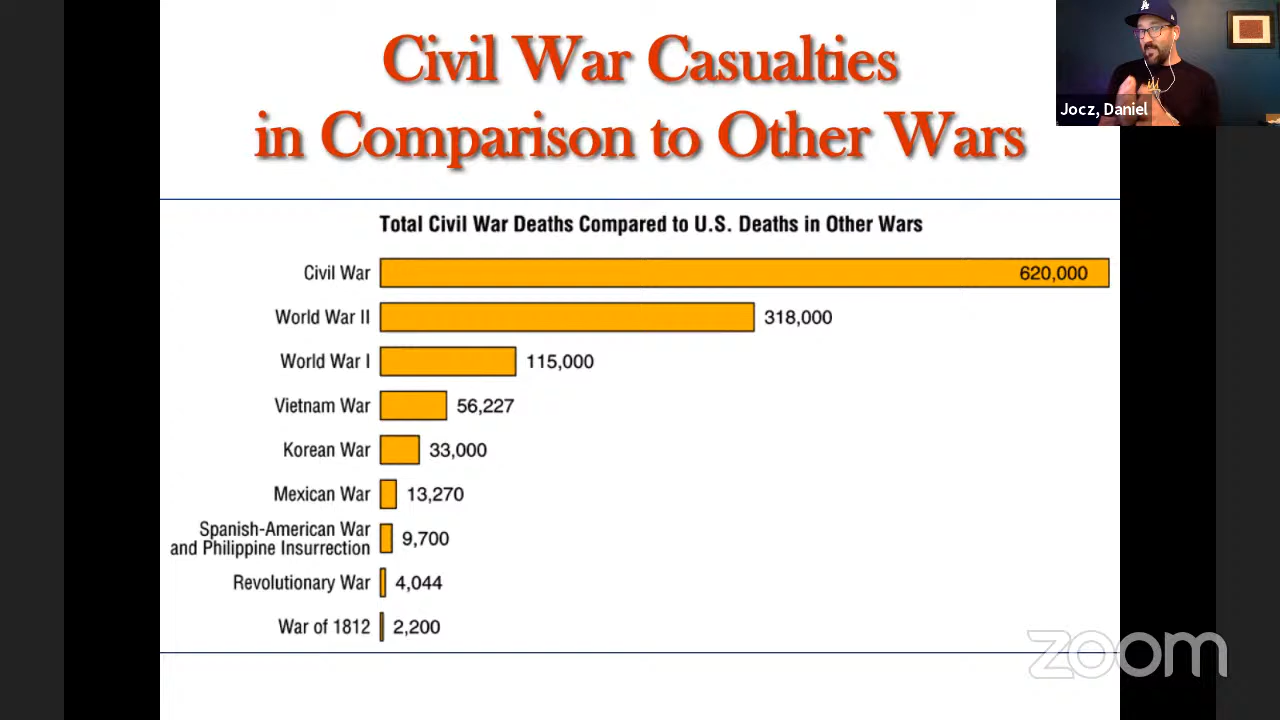 Civil War Casualties
in Comparison to Other Wars
Jocz, Daniel
Total Civil War Deaths Compared to U.S. Deaths in Other Wars
Civil War 620,000
World War II 318,000
World War I 115,000
Vietnam War 56,227
Korean War 33,000
Mexican War 13,270
Spanish-American War
and Philippine Insurrection 9,700
Revolutionary War 4,044
War of 1812 2,200
zoom
LA